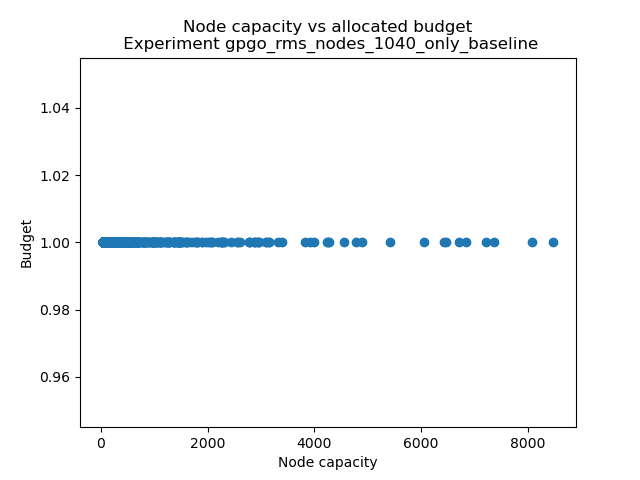 Node capacity vs allocated budget
Experiment gpgo_rms_nodes_1040_only_baseline
1.04
1.02
1.00
0.98
0.96
Budget
0
2000
4000
6000
8000
Node capacity